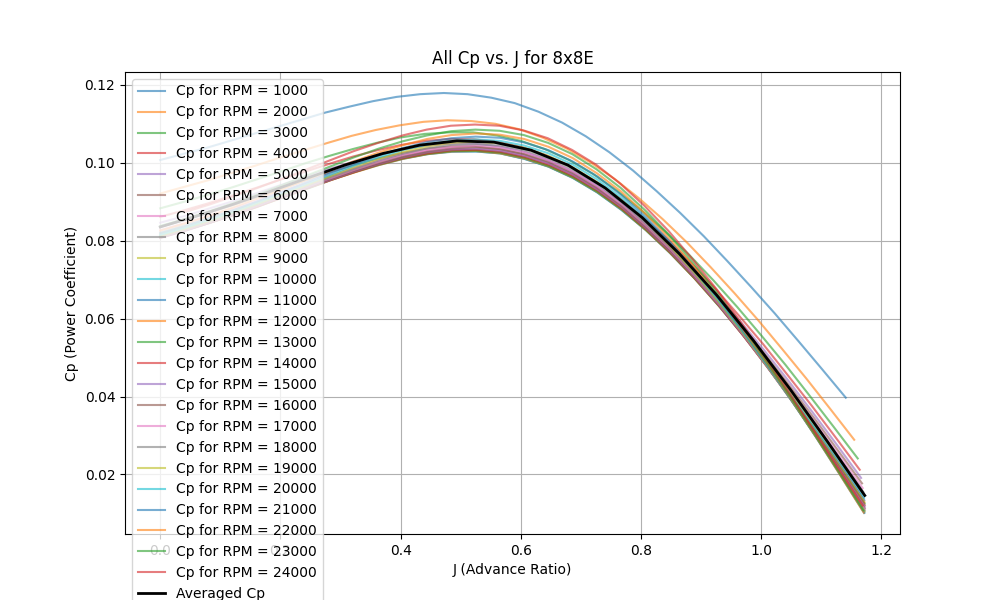 All Cp vs. J for 8x8E
Cp (Power Coefficient)
0.12
0.10
0.08
0.06
0.04
0.02
Cp for RPM = 1000
Cp for RPM = 2000
Cp for RPM = 3000
Cp for RPM = 4000
Cp for RPM = 5000
Cp for RPM = 6000
Cp for RPM = 7000
Cp for RPM = 8000
Cp for RPM = 9000
Cp for RPM = 10000
Cp for RPM = 11000
Cp for RPM = 12000
Cp for RPM = 13000
Cp for RPM = 14000
Cp for RPM = 15000
Cp for RPM = 16000
Cp for RPM = 17000
Cp for RPM = 18000
Cp for RPM = 19000
Cp for RPM = 20000
Cp for RPM = 21000
Cp for RPM = 22000
Cp for RPM = 23000
Cp for RPM = 24000
Averaged Cp
0.0 0.4 0.6 0.8 1.0 1.2
J (Advance Ratio)